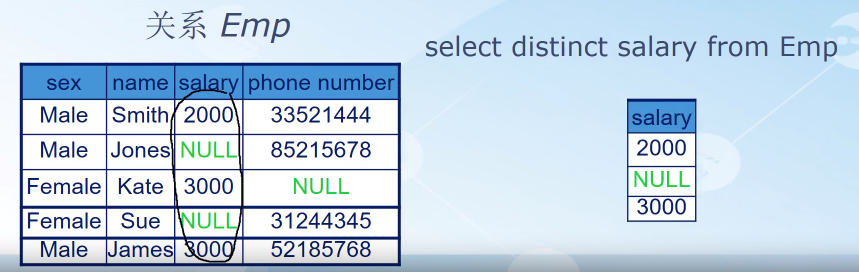 关系 Emp
select distinct salary from Emp
sex name salary phone number
Male Smith 2000 33521444
Male Jones NULL 85215678
Female Kate 3000 NULL
Female Sue NULL 31244345
Male James 3000 52185768
salary
2000
NULL
3000